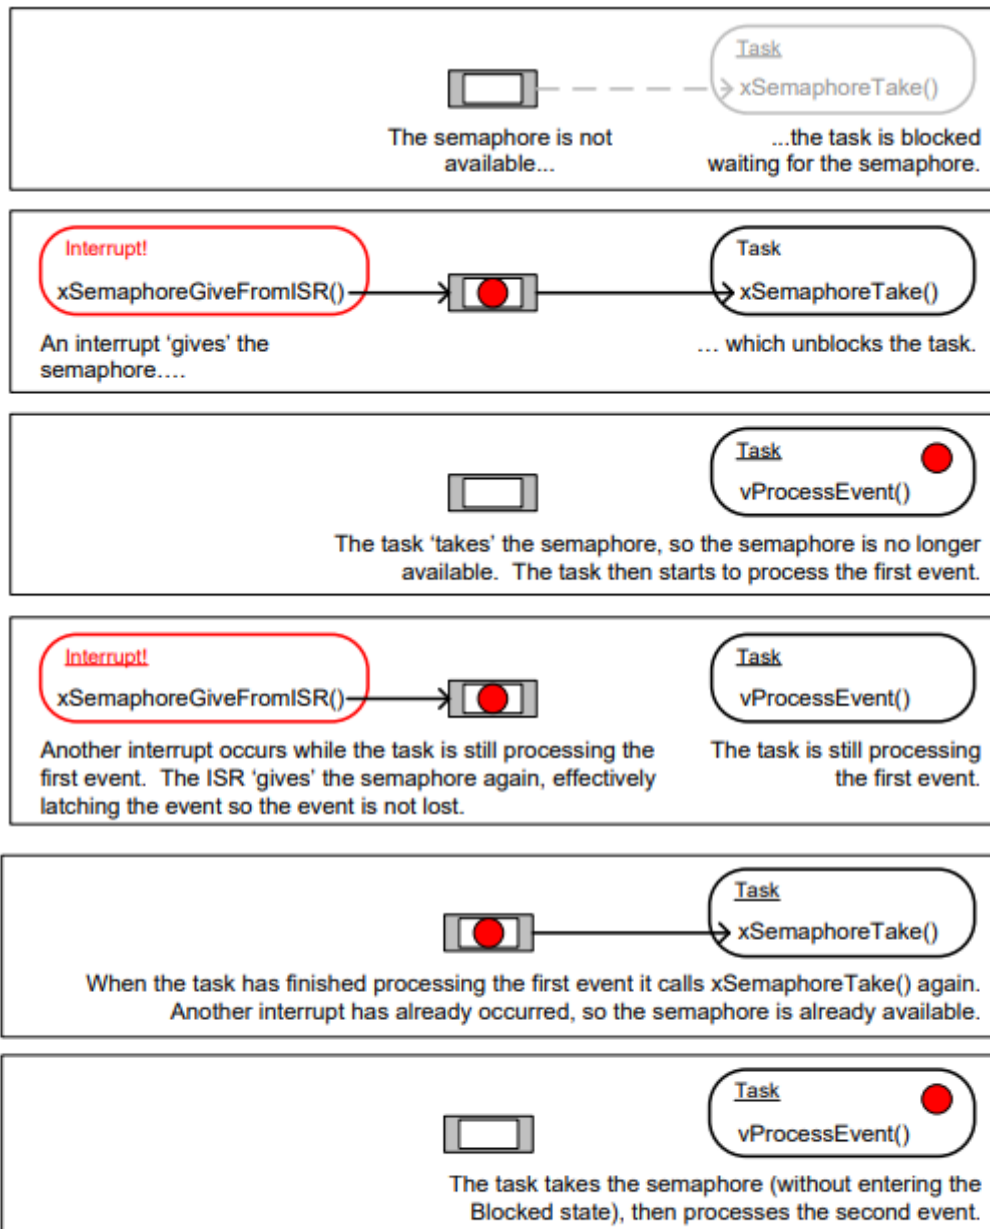 Task
xSemaphoreTake()
The semaphore is not
available...
...the task is blocked
waiting for the semaphore.
Interrupt!
xSemaphoreGiveFromISR()
Task
xSemaphoreTake()
An interrupt ‘gives’ the
semaphore….
… which unblocks the task.
Task
vProcessEvent()
The task ‘takes’ the semaphore, so the semaphore is no longer
available. The task then starts to process the first event.
Interrupt!
xSemaphoreGiveFromISR()
Task
vProcessEvent()
Another interrupt occurs while the task is still processing the
first event. The ISR ‘gives’ the semaphore again, effectively
latching the event so the event is not lost.
The task is still processing
the first event.
Task
xSemaphoreTake()
When the task has finished processing the first event it calls xSemaphoreTake() again.
Another interrupt has already occurred, so the semaphore is already available.
Task
vProcessEvent()
The task takes the semaphore (without entering the
Blocked state), then processes the second event.